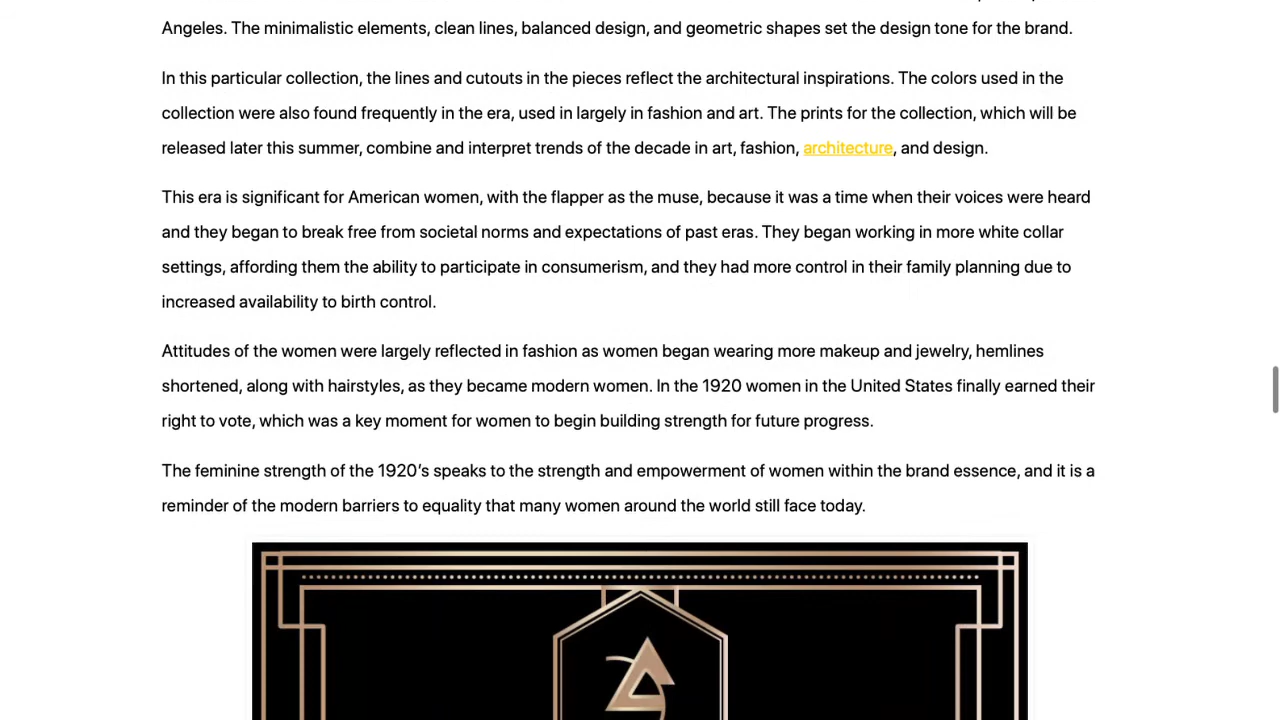 Angeles. The minimalistic elements, clean lines, balanced design, and geometric shapes set the design tone for the brand.
In this particular collection, the lines and cutouts in the pieces reflect the architectural inspirations. The colors used in the
collection were also found frequently in the era, used in largely in fashion and art. The prints for the collection, which will be
released later this summer, combine and interpret trends of the decade in art, fashion, architecture, and design.
This era is significant for American women, with the flapper as the muse, because it was a time when their voices were heard
and they began to break free from societal norms and expectations of past eras. They began working in more white collar
settings, affording them the ability to participate in consumerism, and they had more control in their family planning due to
increased availability to birth control.
Attitudes of the women were largely reflected in fashion as women began wearing more makeup and jewelry, hemlines
shortened, along with hairstyles, as they became modern women. In the 1920 women in the United States finally earned their
right to vote, which was a key moment for women to begin building strength for future progress.
The feminine strength of the 1920’s speaks to the strength and empowerment of women within the brand essence, and it is a
reminder of the modern barriers to equality that many women around the world still face today.